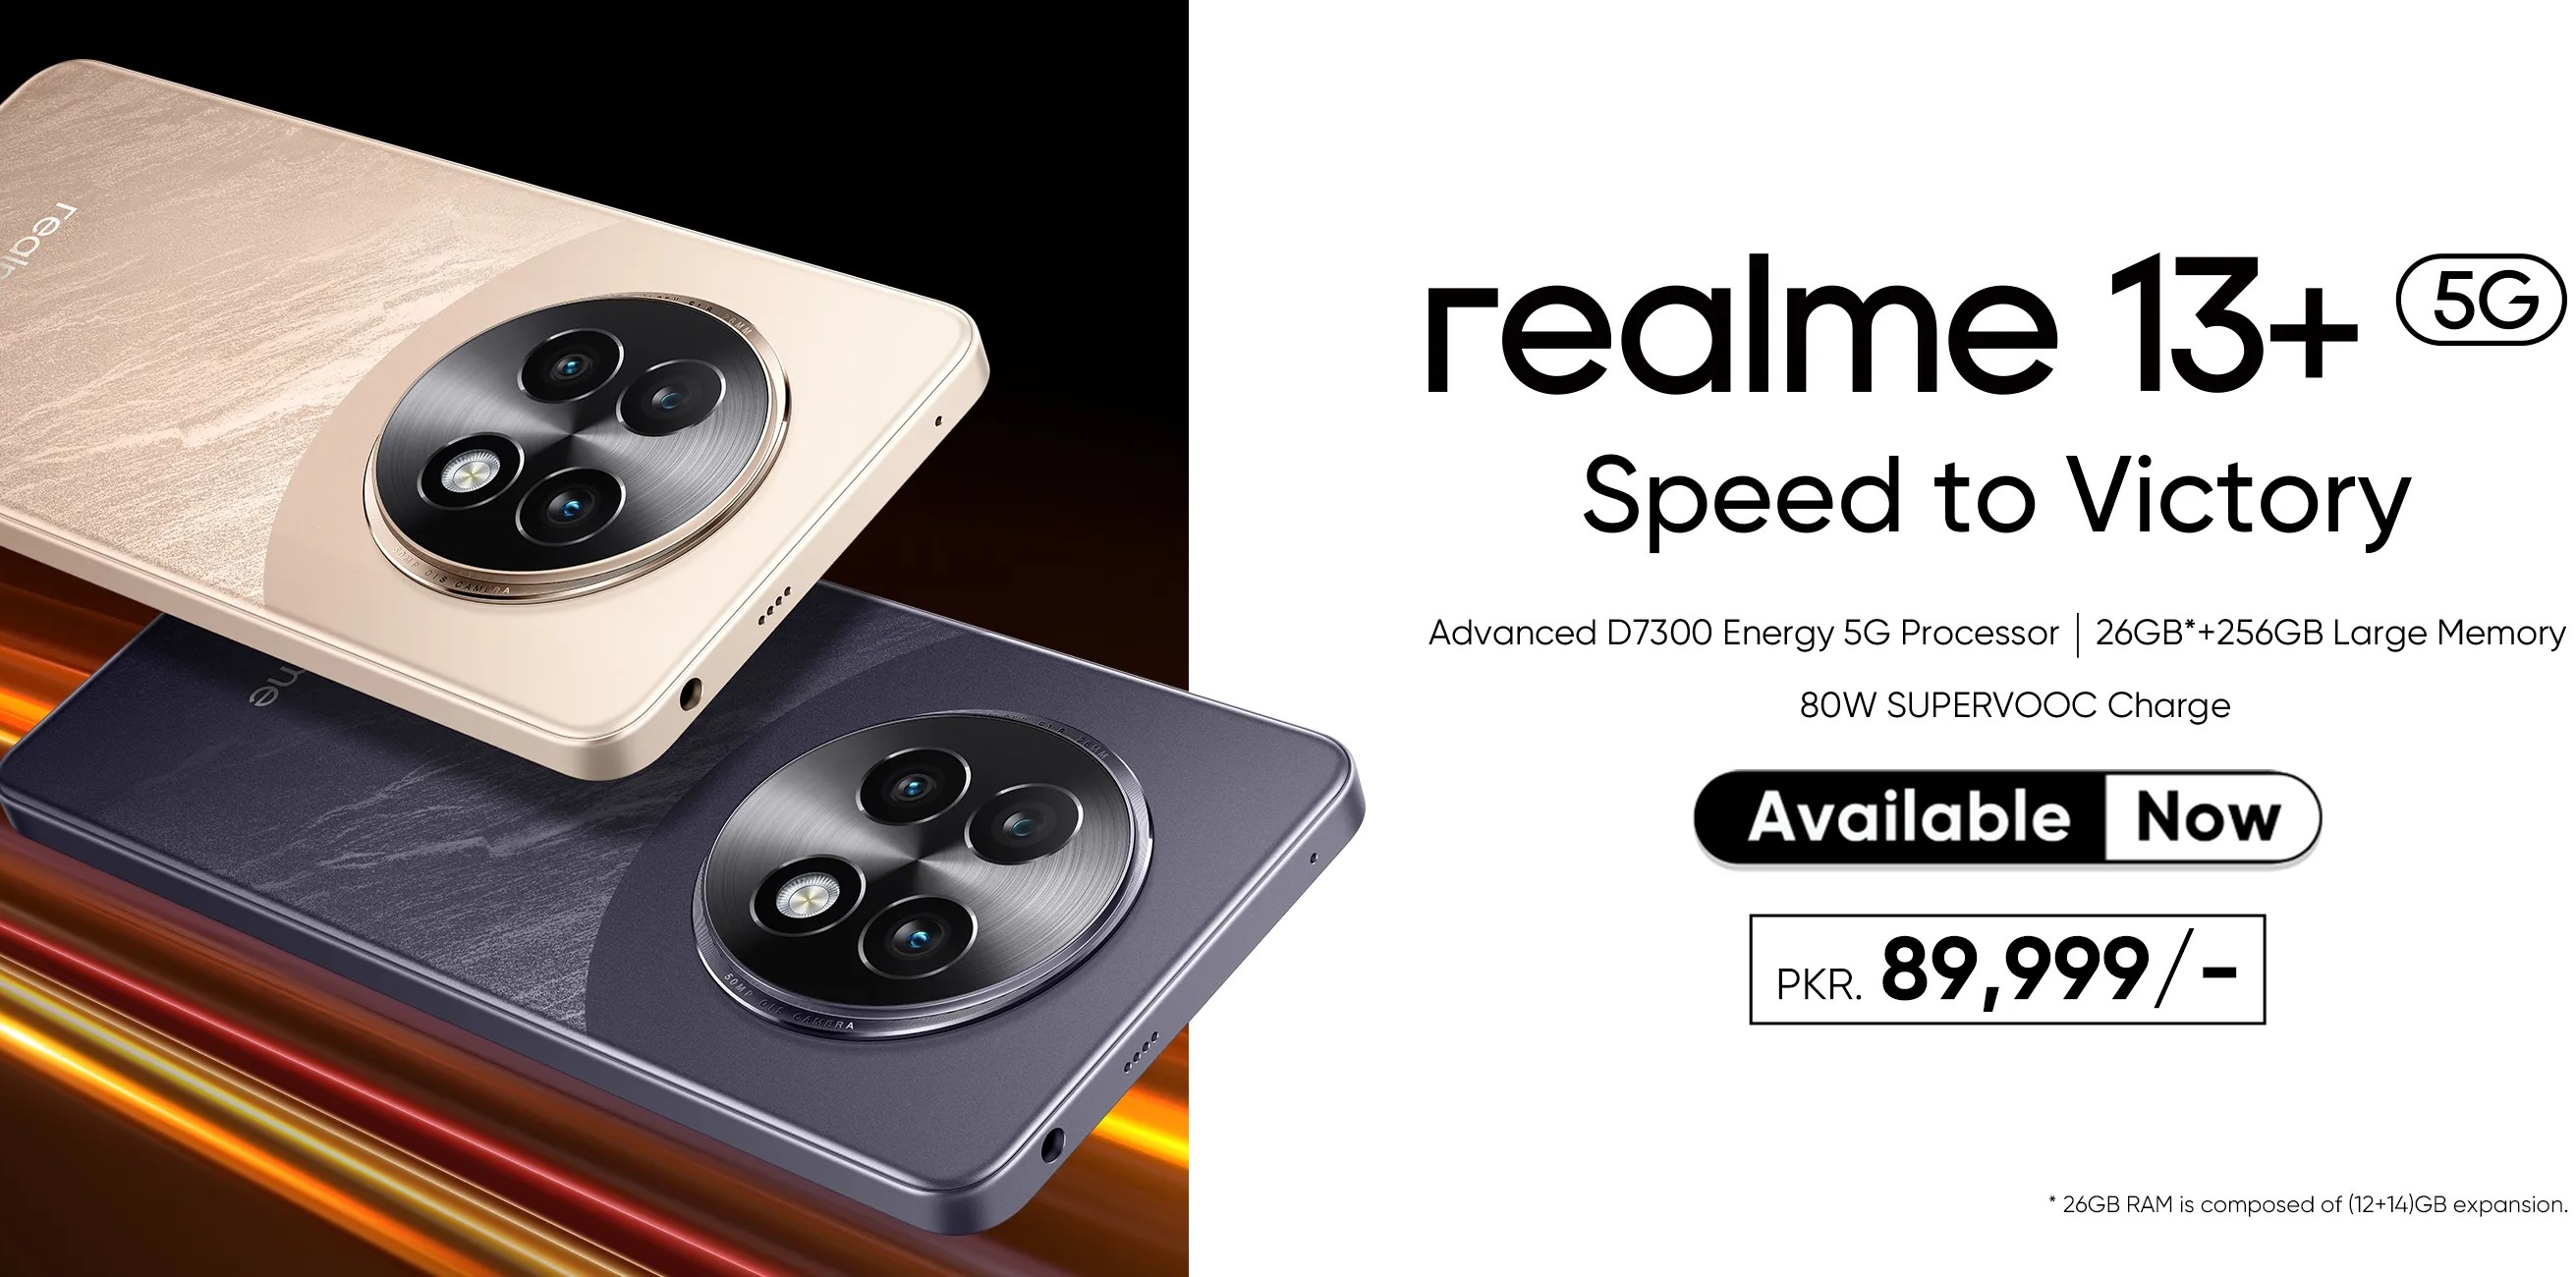 realme 13+ 5G
Speed to Victory
Advanced D7300 Energy 5G Processor | 26GB*+256GB Large Memory
80W SUPERVOOC Charge
Available Now
PKR. 89,999/-
* 26GB RAM is composed of (12+14)GB expansion.
50MP OIS CAMERA
me
50MP OIS CAMERA